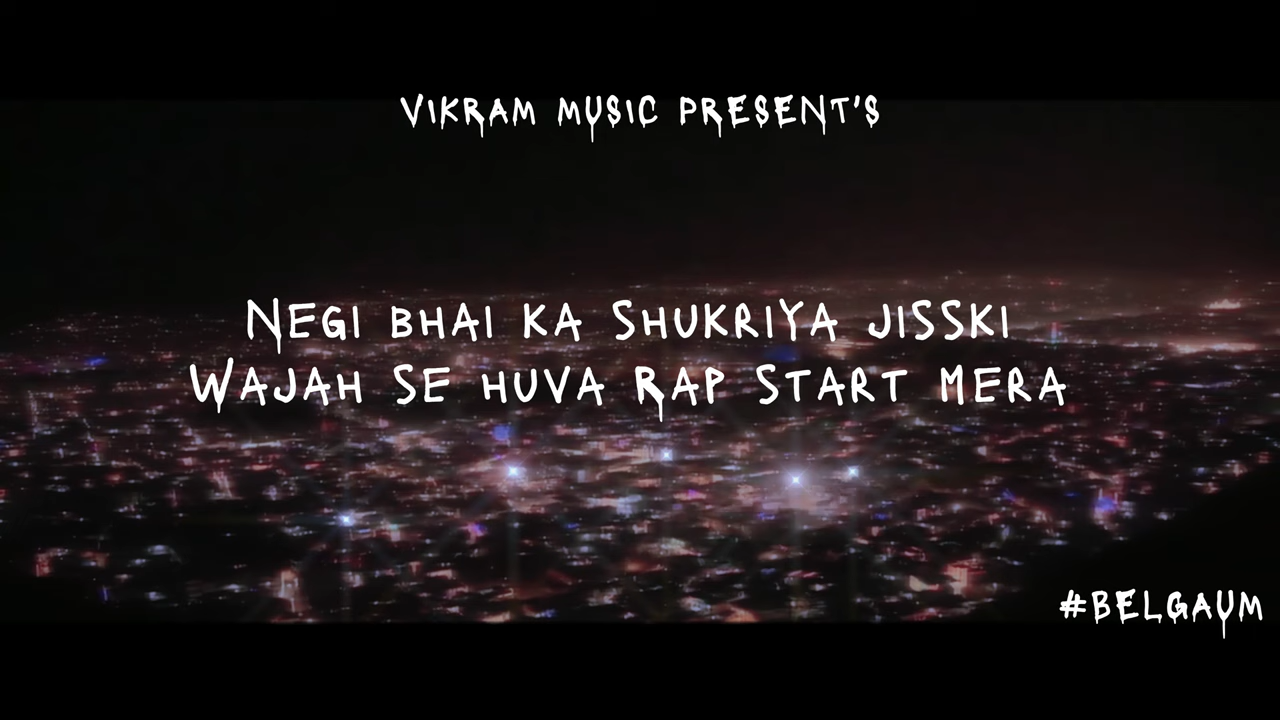 VIKRAM MUSIC PRESENT'S
NEGI BHAI KA SHUKRIYA JISSKI
WAJAH SE HUVA RAP START MERA
#BELGAUM